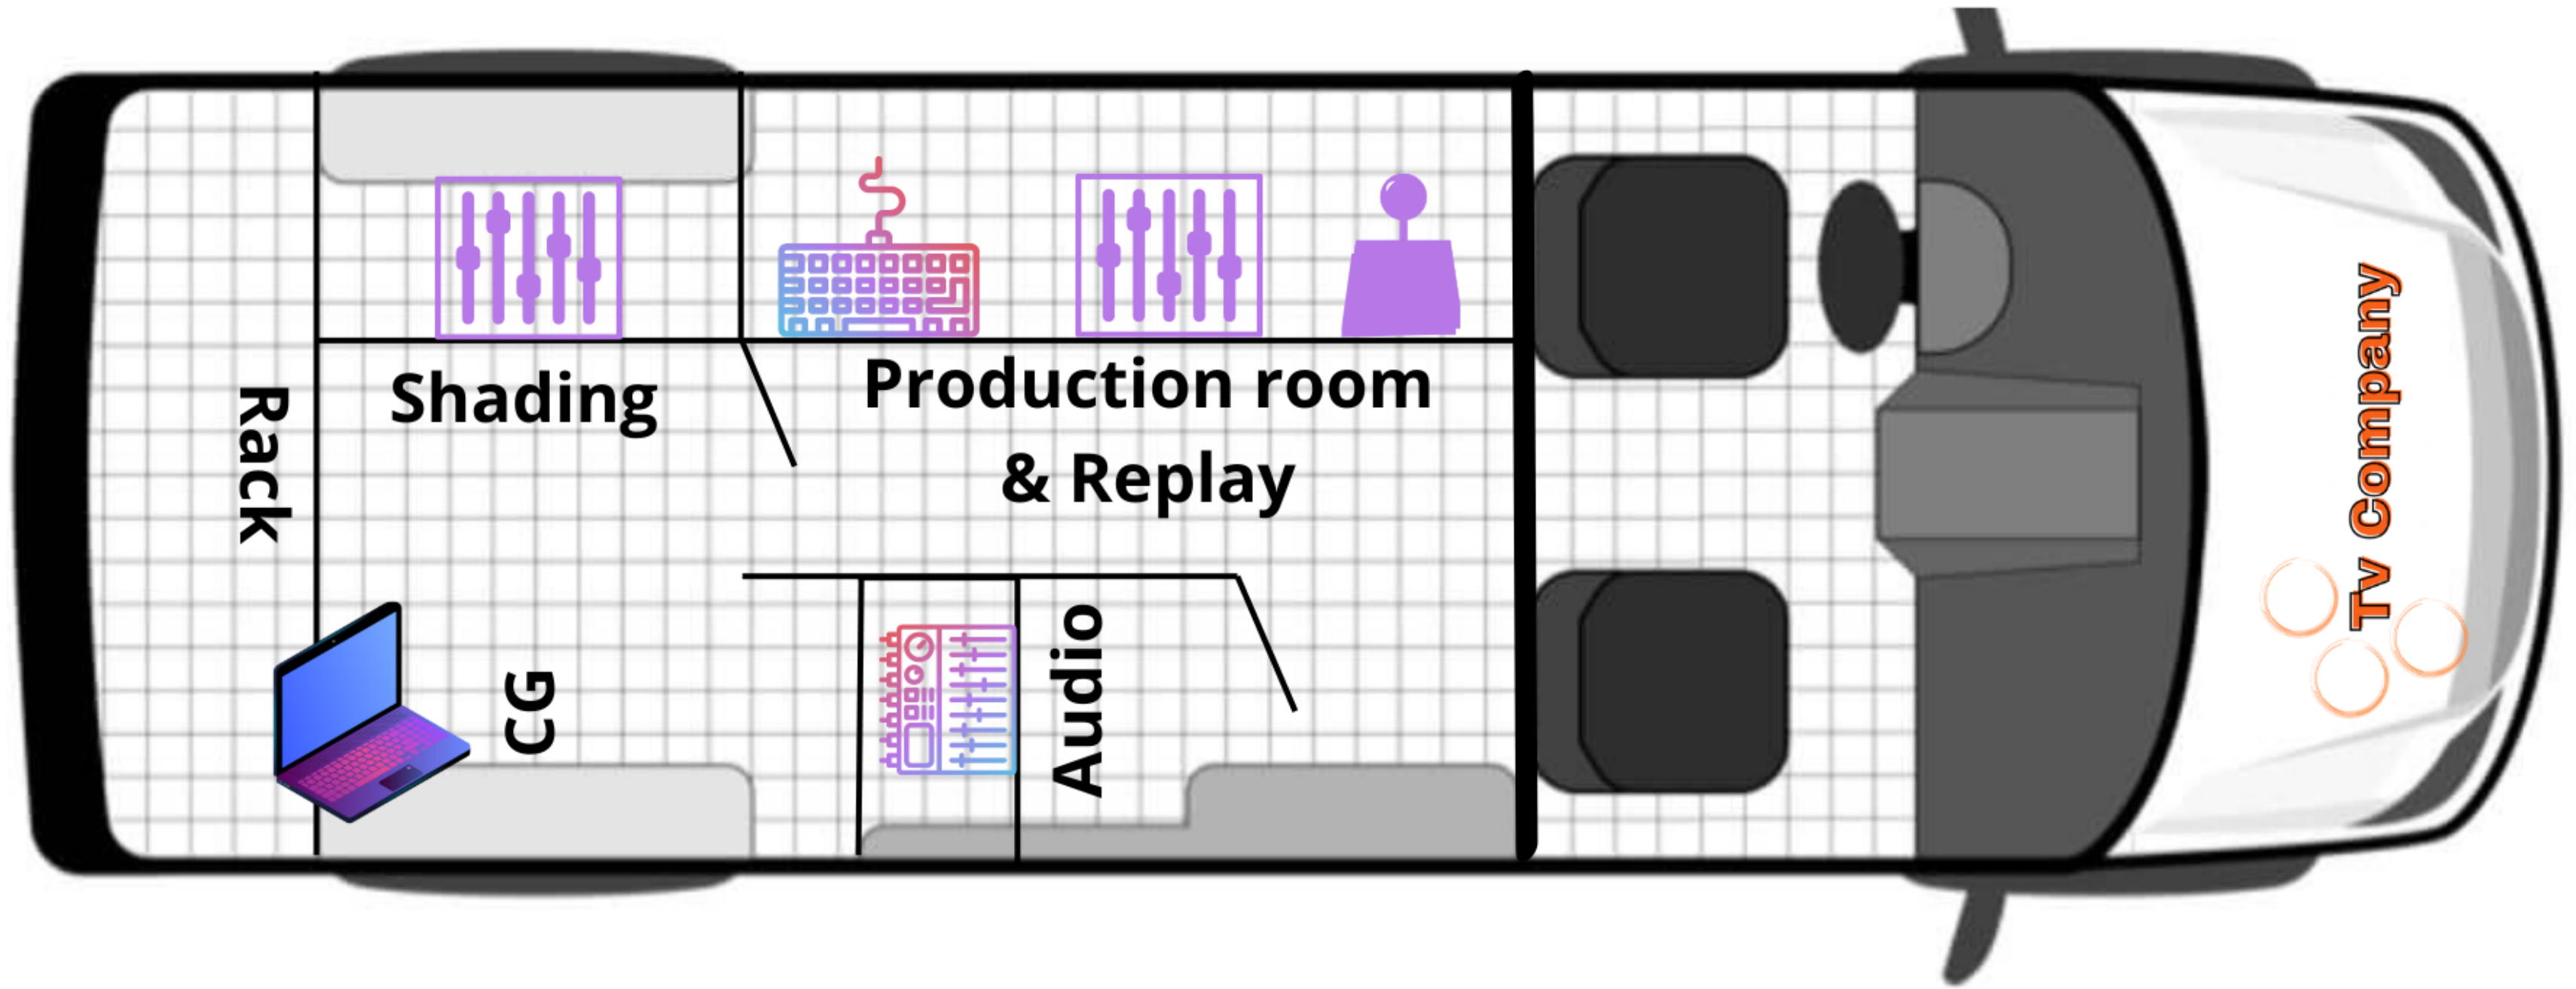 Rack
Shading
Production room
& Replay
CG
Audio
Tv Company